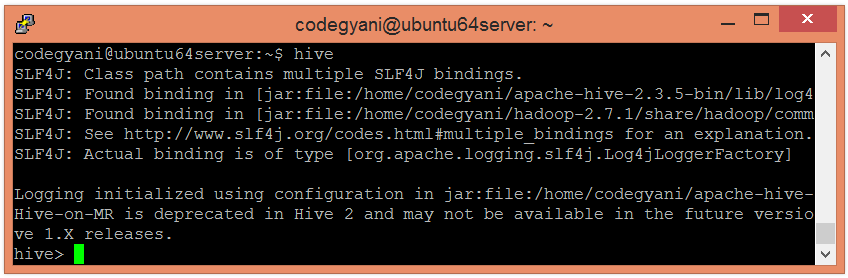 codegyani@ubuntu64server: ~
codegyani@ubuntu64server:~$ hive
SLF4J: Class path contains multiple SLF4J bindings.
SLF4J: Found binding in [jar:file:/home/codegyani/apache-hive-2.3.5-bin/lib/log4
SLF4J: Found binding in [jar:file:/home/codegyani/hadoop-2.7.1/share/hadoop/comm
SLF4J: See http://www.slf4j.org/codes.html#multiple_bindings for an explanation.
SLF4J: Actual binding is of type [org.apache.logging.slf4j.Log4jLoggerFactory]
Logging initialized using configuration in jar:file:/home/codegyani/apache-hive-
Hive-on-MR is deprecated in Hive 2 and may not be available in the future versio
ve 1.X releases.
hive>